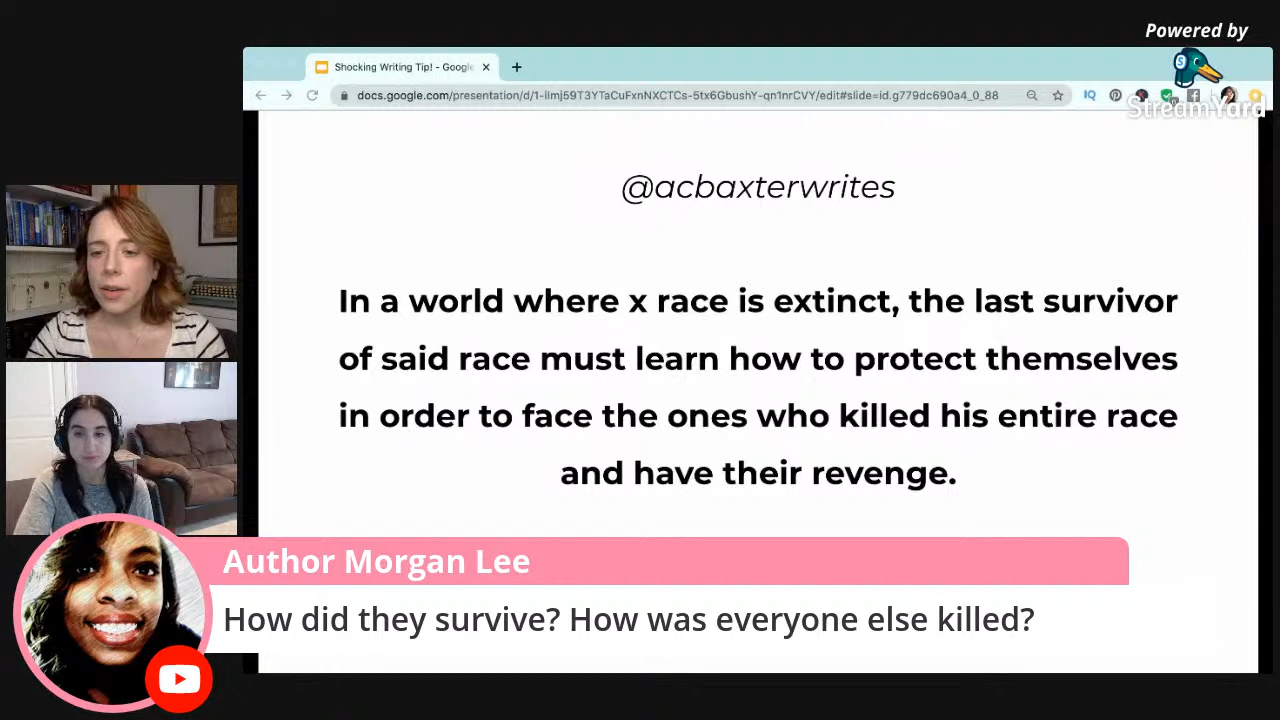 Powered by
StreamYard
Shocking Writing Tip! - Google
docs.google.com/presentation/d/1-iImj59T3YTaCuFxnNXCTCs-5tx6GbushY-qn1nrCVY/edit#slide=id.g779dc690a4_0_88
IQ
@acbaxterwrites
In a world where x race is extinct, the last survivor
of said race must learn how to protect themselves
in order to face the ones who killed his entire race
and have their revenge.
Author Morgan Lee
How did they survive? How was everyone else killed?